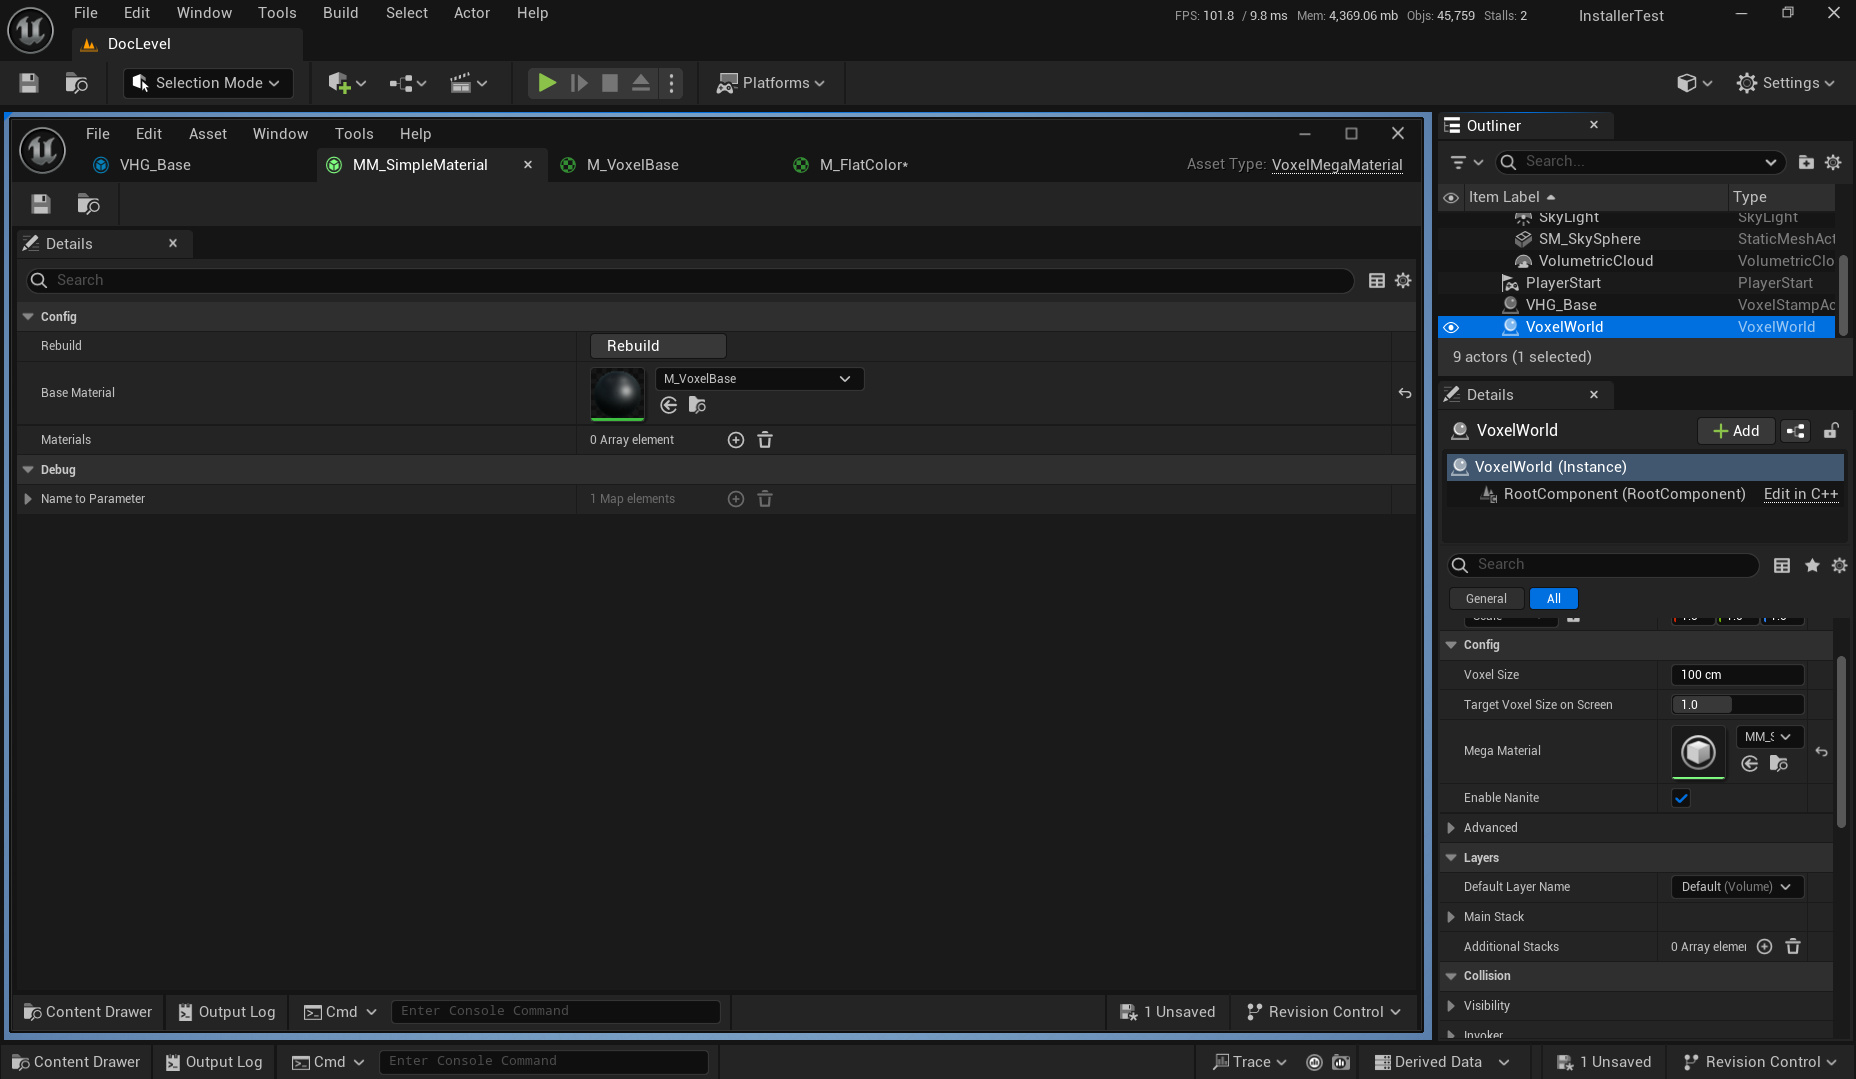 File Edit Window Tools Build Select Actor Help
FPS: 101.8 / 9.8 ms Mem: 4,369.06 mb Objs: 45,759 Stalls: 2
InstallerTest
DocLevel
Selection Mode
Platforms
Settings
File Edit Asset Window Tools Help
VHG_Base
MM_SimpleMaterial
M_VoxelBase
M_FlatColor*
Asset Type: VoxelMegaMaterial
Details
Search
Config
Rebuild Rebuild
Base Material M_VoxelBase
Materials 0 Array element
Debug
Name to Parameter 1 Map elements
Content Drawer Output Log Cmd Enter Console Command 1 Unsaved Revision Control
Outliner
Search...
Item Label Type
SkyLight SkyLight
SM_SkySphere StaticMeshAct
VolumetricCloud VolumetricClo
PlayerStart PlayerStart
VHG_Base VoxelStampAc
VoxelWorld VoxelWorld
9 actors (1 selected)
Details
VoxelWorld Add
VoxelWorld (Instance)
RootComponent (RootComponent) Edit in C++
Search
General All
Scale 1.0 1.0 1.0
Config
Voxel Size 100 cm
Target Voxel Size on Screen 1.0
Mega Material MM_S
Enable Nanite
Advanced
Layers
Default Layer Name Default (Volume)
Main Stack
Additional Stacks 0 Array elemen
Collision
Visibility
Invoker
Content Drawer Output Log Cmd Enter Console Command Trace Derived Data 1 Unsaved Revision Control